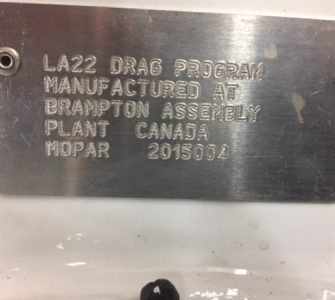 LA22 DRAG PROGRAM
MANUFACTURED AT
BRAMPTON ASSEMBLY
PLANT CANADA
MOPAR 2015004